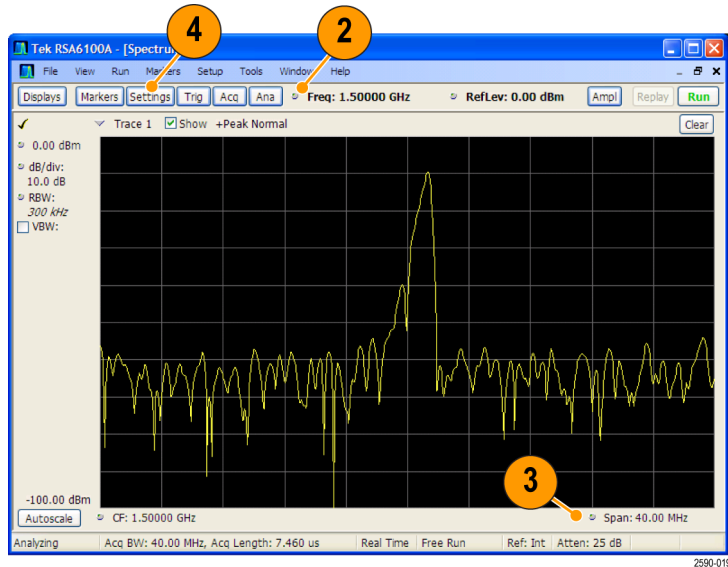 4
2
Tek RSA6100A - [Spectru
File View Run Markers Setup Tools Window Help
Displays Markers Settings Trig Acq Ana Freq: 1.50000 GHz RefLev: 0.00 dBm Ampl Replay Run
Trace 1 Show +Peak Normal Clear
0.00 dBm
dB/div:
10.0 dB
RBW:
300 kHz
VBW:
3
-100.00 dBm
Autoscale CF: 1.50000 GHz Span: 40.00 MHz
Analyzing Acq BW: 40.00 MHz, Acq Length: 7.460 us Real Time Free Run Ref: Int Atten: 25 dB